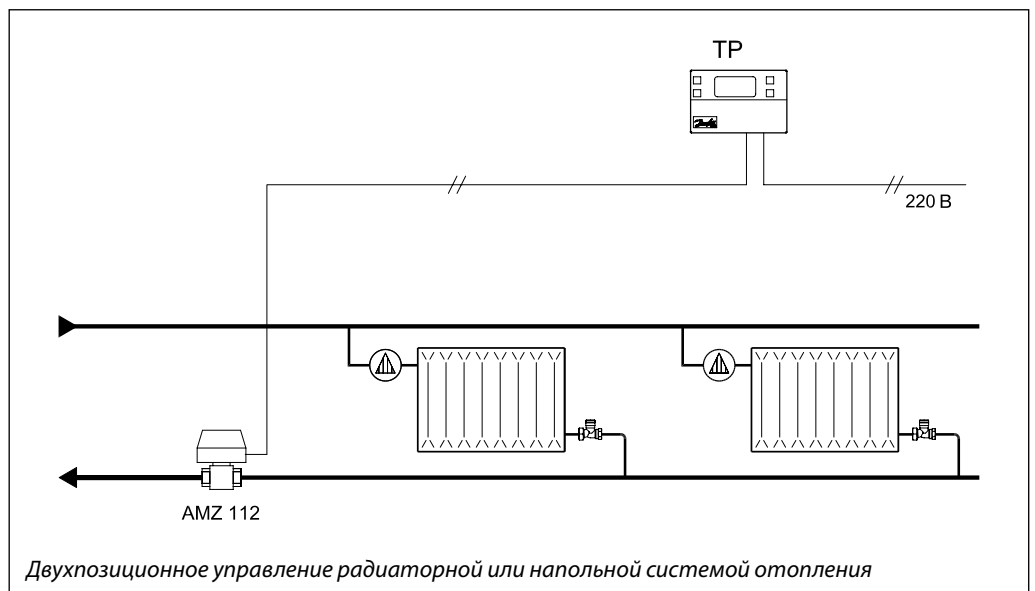 TP
220 В
AMZ 112
Двухпозиционное управление радиаторной или напольной системой отопления